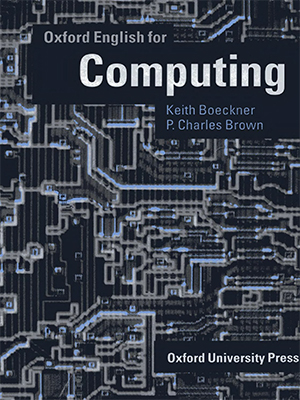 Oxford English for
Computing
Keith Boeckner
P. Charles Brown
Oxford University Press